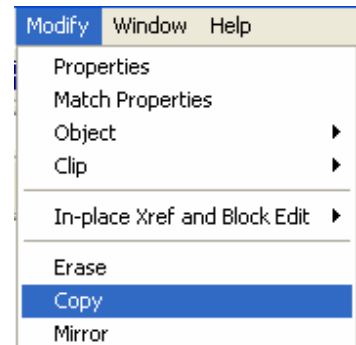 Modify Window Help
Properties
Match Properties
Object
Clip
In-place Xref and Block Edit
Erase
Copy
Mirror